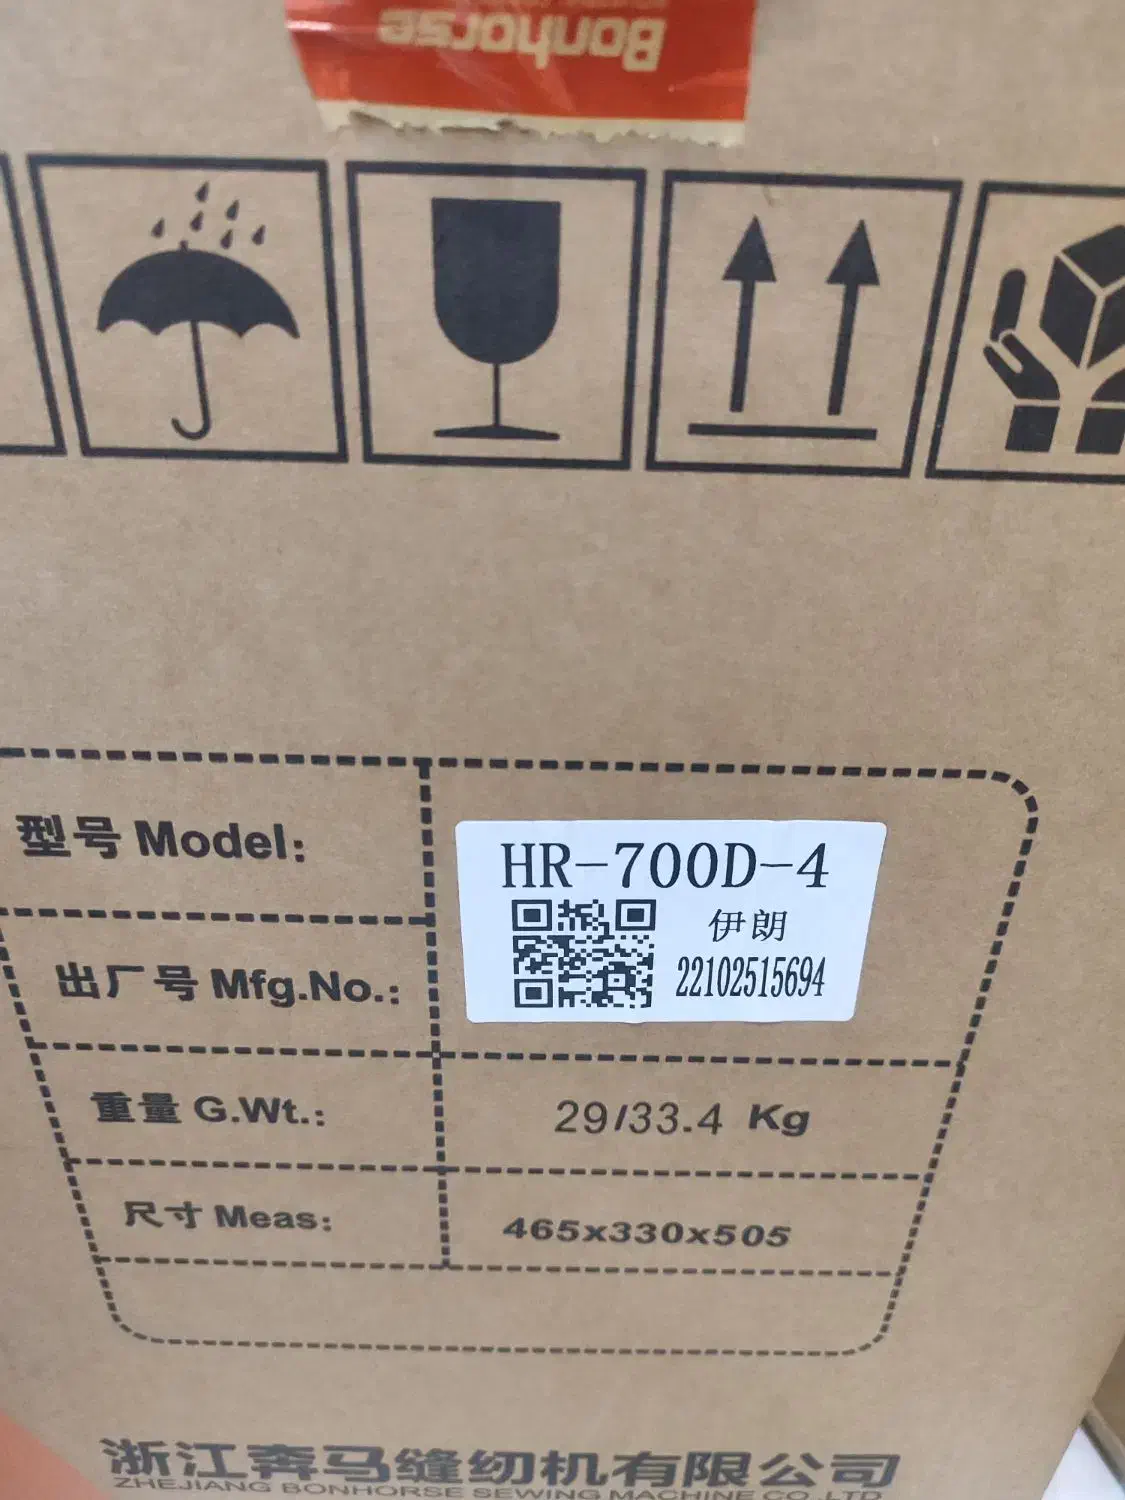 Bonhorse
型号 Model:
HR-700D-4
伊朗
22102515694
出厂号 Mfg.No.:
重量 G.Wt.:
29/33.4 Kg
尺寸 Meas:
465x330x505
浙江奔马缝纫机有限公司
ZHEJIANG BONHORSE SEWING MACHINE CO.,LTD